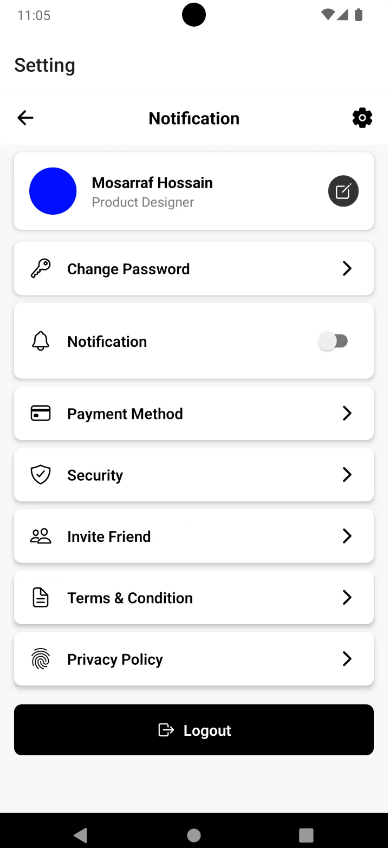 11:05
Setting
Notification
Mosarraf Hossain
Product Designer
Change Password
Notification
Payment Method
Security
Invite Friend
Terms & Condition
Privacy Policy
Logout